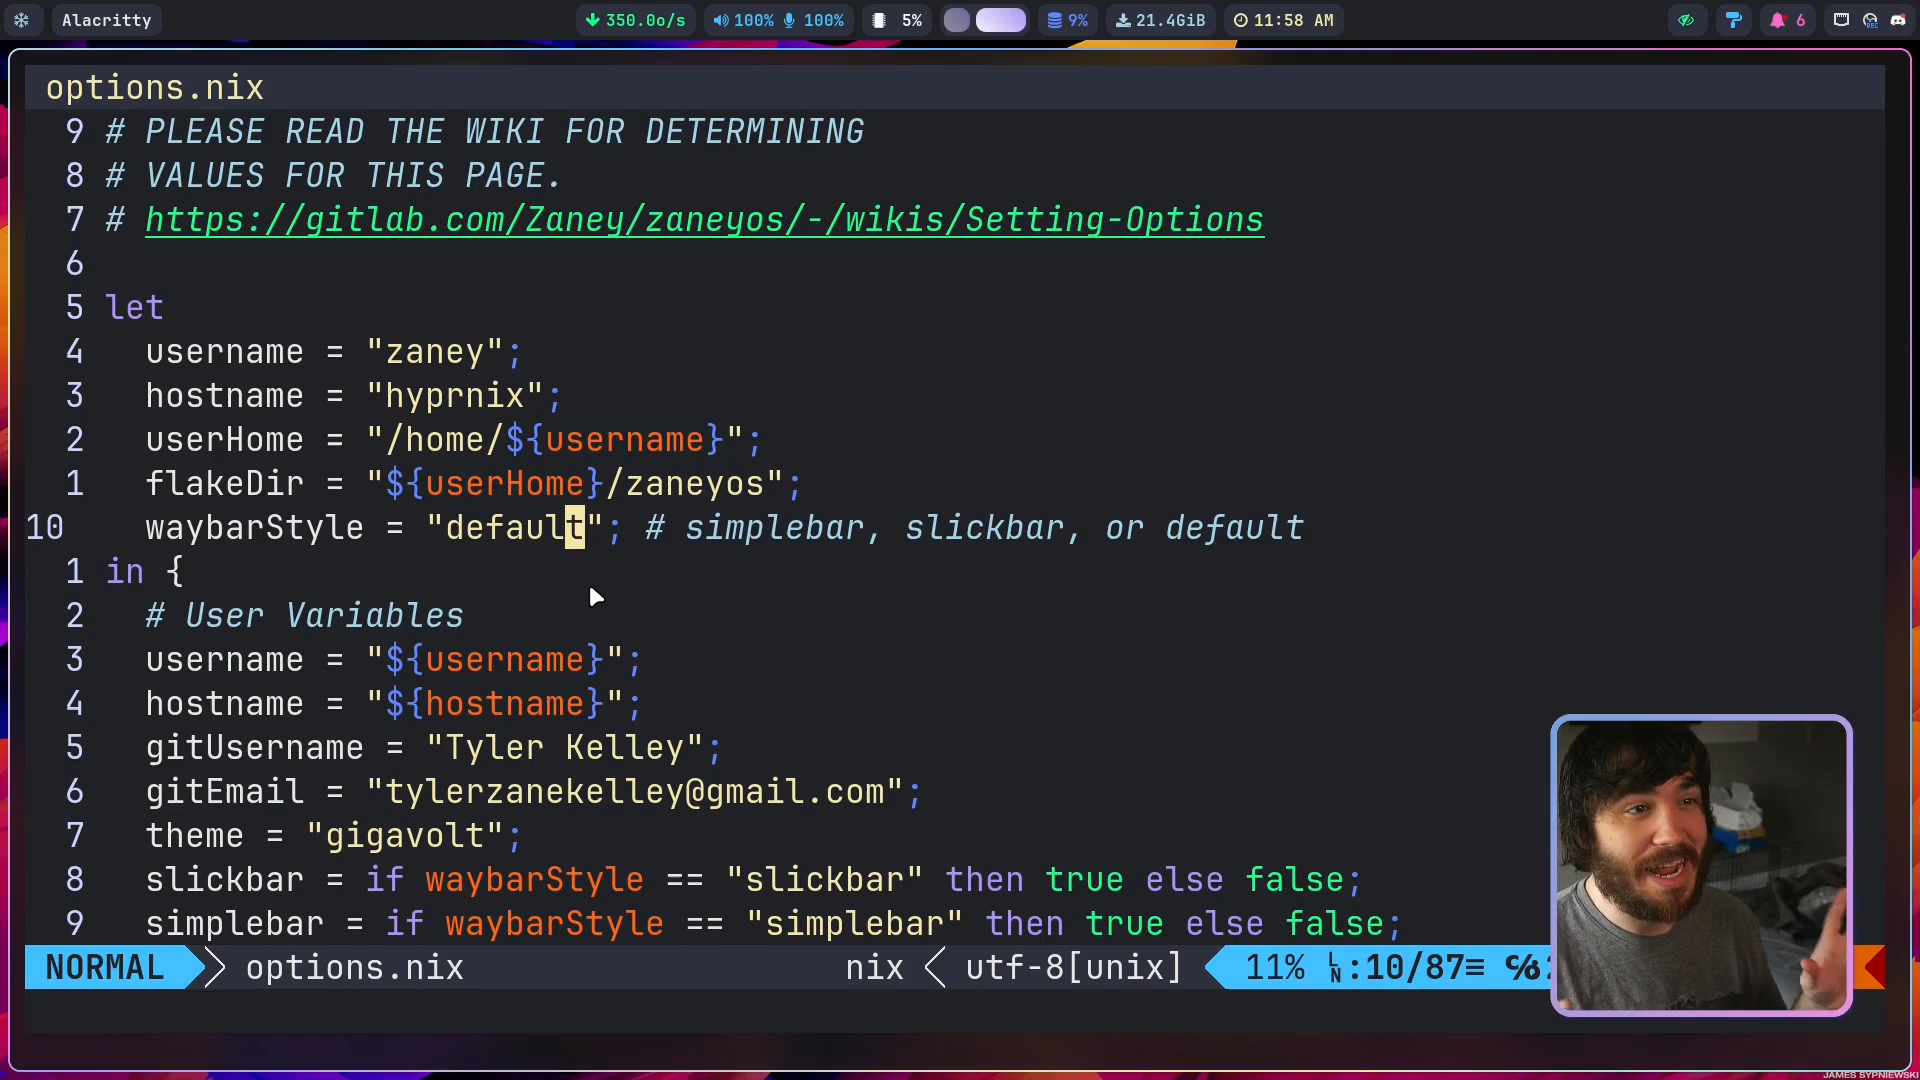 Alacritty
350.0o/s
100% 100%
5%
9%
21.4GiB
11:58 AM
6
options.nix
9 # PLEASE READ THE WIKI FOR DETERMINING
8 # VALUES FOR THIS PAGE.
7 # https://gitlab.com/Zaney/zaneyos/-/wikis/Setting-Options
6
5 let
4 username = "zaney";
3 hostname = "hyprnix";
2 userHome = "/home/${username}";
1 flakeDir = "${userHome}/zaneyos";
10 waybarStyle = "default"; # simplebar, slickbar, or default
1 in {
2 # User Variables
3 username = "${username}";
4 hostname = "${hostname}";
5 gitUsername = "Tyler Kelley";
6 gitEmail = "tylerzanekelley@gmail.com";
7 theme = "gigavolt";
8 slickbar = if waybarStyle == "slickbar" then true else false;
9 simplebar = if waybarStyle == "simplebar" then true else false;
NORMAL options.nix nix utf-8[unix] 11% LN:10/87≡ ℅:
JAMES SYPNIEWSKI